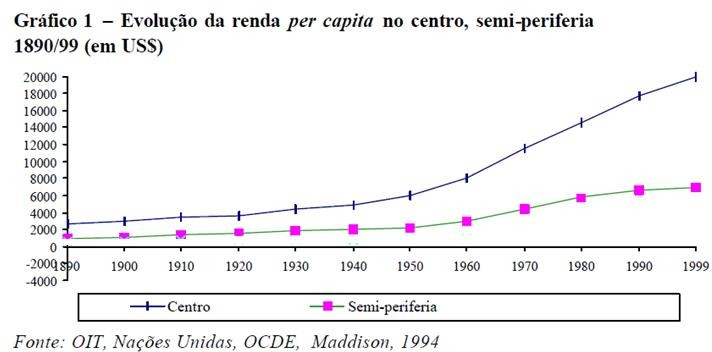 Gráfico 1 – Evolução da renda per capita no centro, semi-periferia
1890/99 (em US$)
20000
18000
16000
14000
12000
10000
8000
6000
4000
2000
0
-2000
-4000
1890 1900 1910 1920 1930 1940 1950 1960 1970 1980 1990 1999
Centro Semi-periferia
Fonte: OIT, Nações Unidas, OCDE, Maddison, 1994